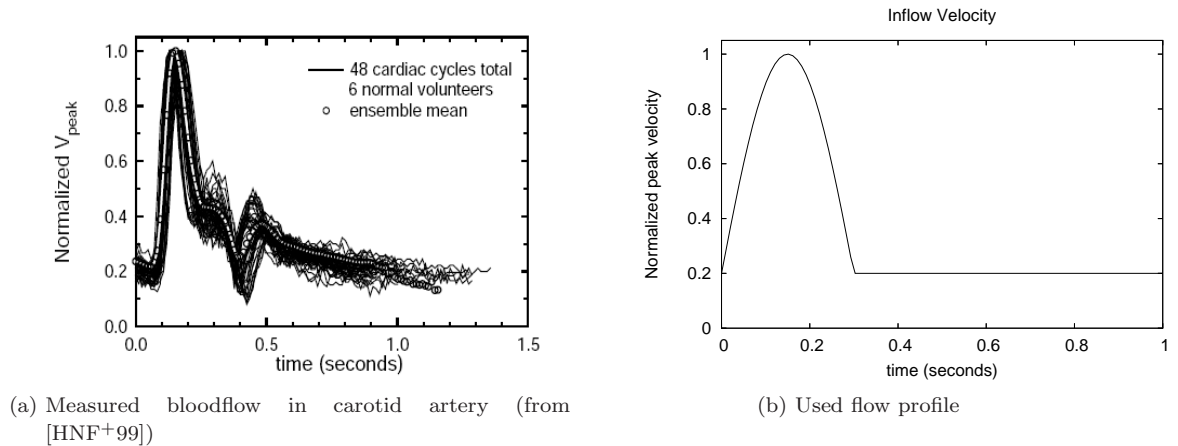 1.0
0.8
0.6
0.4
0.2
0.0
Normalized V_peak
48 cardiac cycles total
6 normal volunteers
ensemble mean
0.0 0.5 1.0 1.5
time (seconds)
(a) Measured bloodflow in carotid artery (from
[HNF+99])
Inflow Velocity
1
0.8
0.6
0.4
0.2
0
Normalized peak velocity
0 0.2 0.4 0.6 0.8 1
time (seconds)
(b) Used flow profile